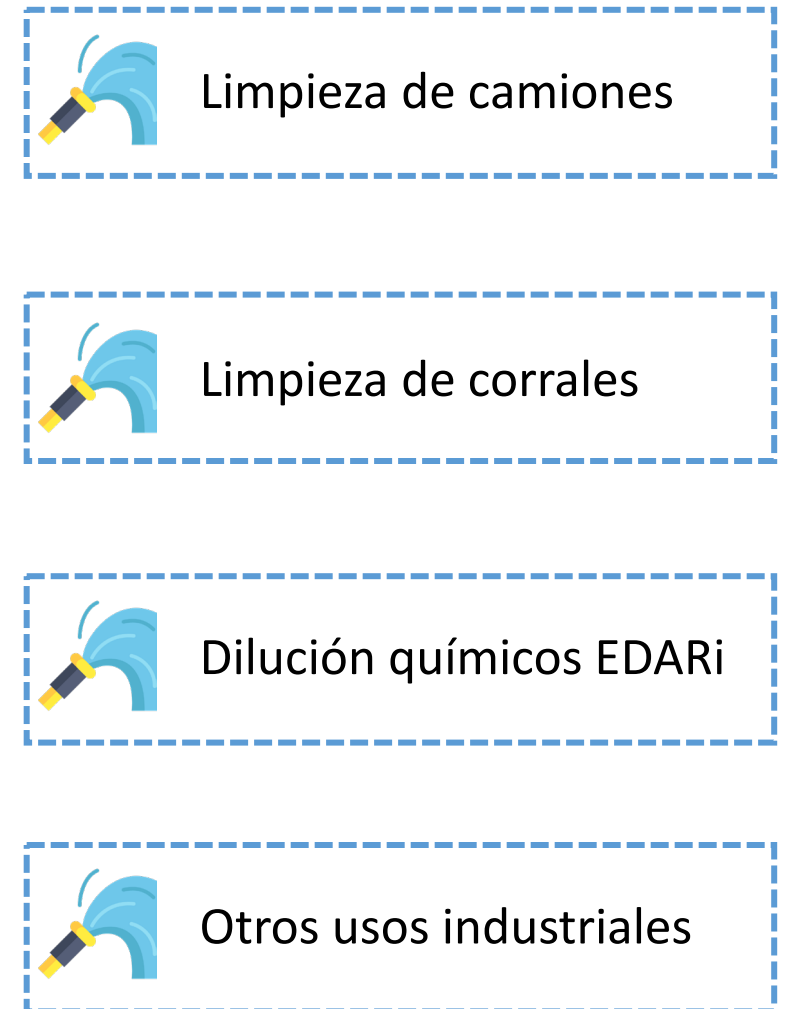 Limpieza de camiones
Limpieza de corrales
Dilución químicos EDARi
Otros usos industriales